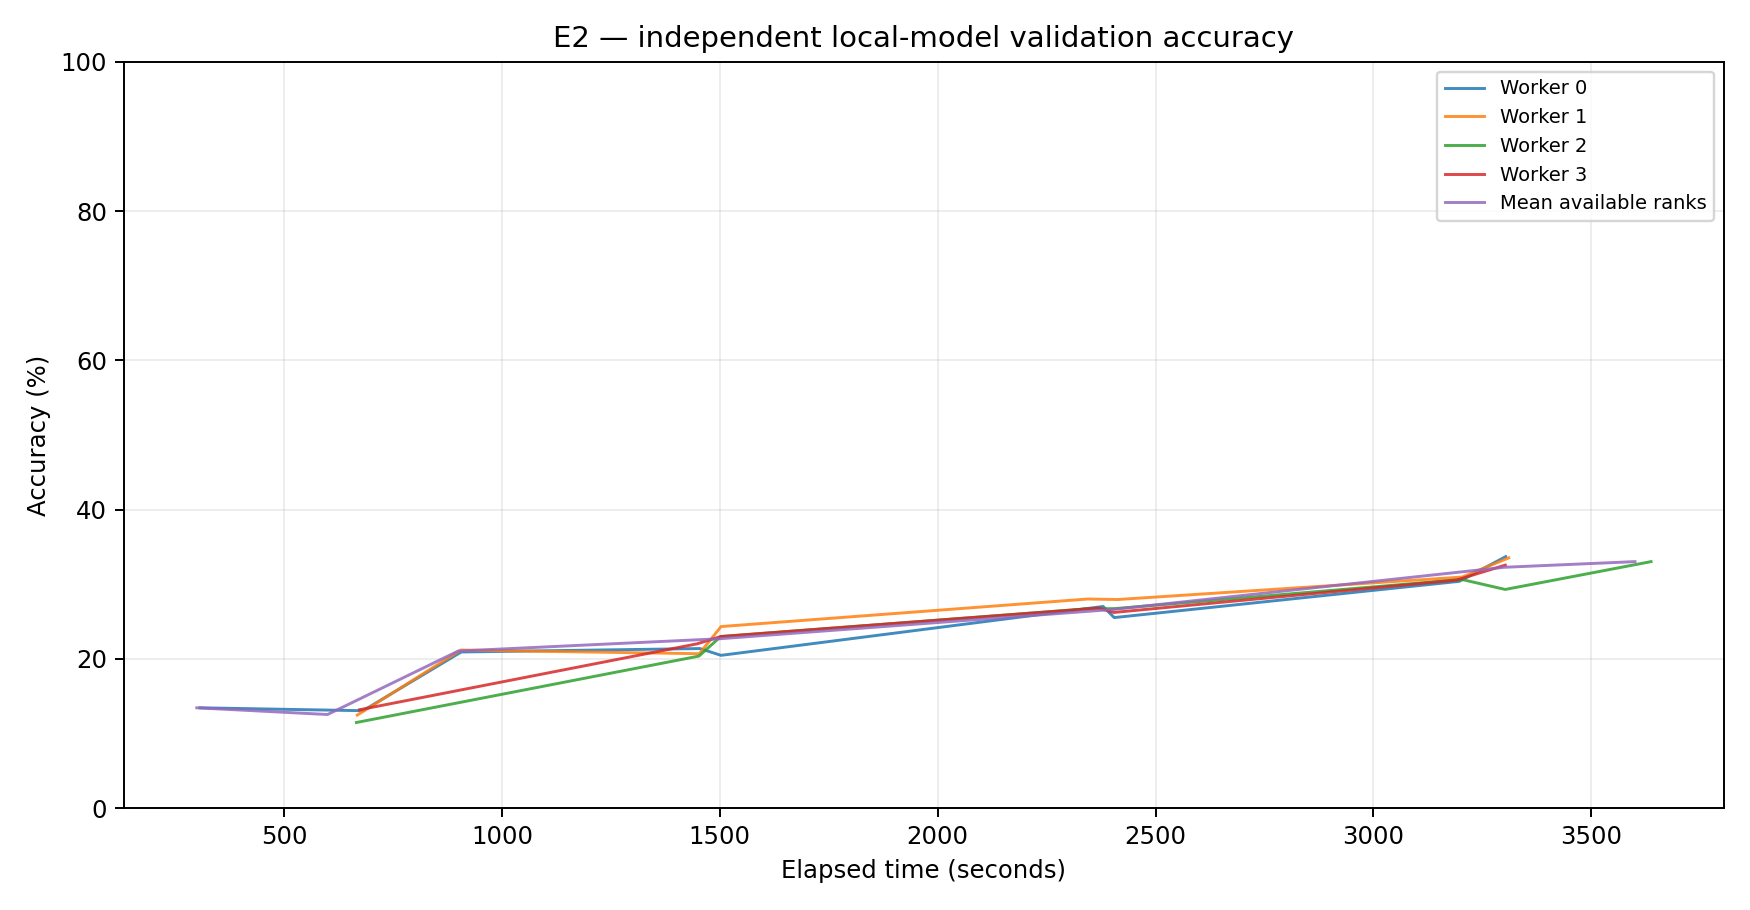 E2 — independent local-model validation accuracy
Worker 0
Worker 1
Worker 2
Worker 3
Mean available ranks
Accuracy (%)
100
80
60
40
20
0
500 1000 1500 2000 2500 3000 3500
Elapsed time (seconds)